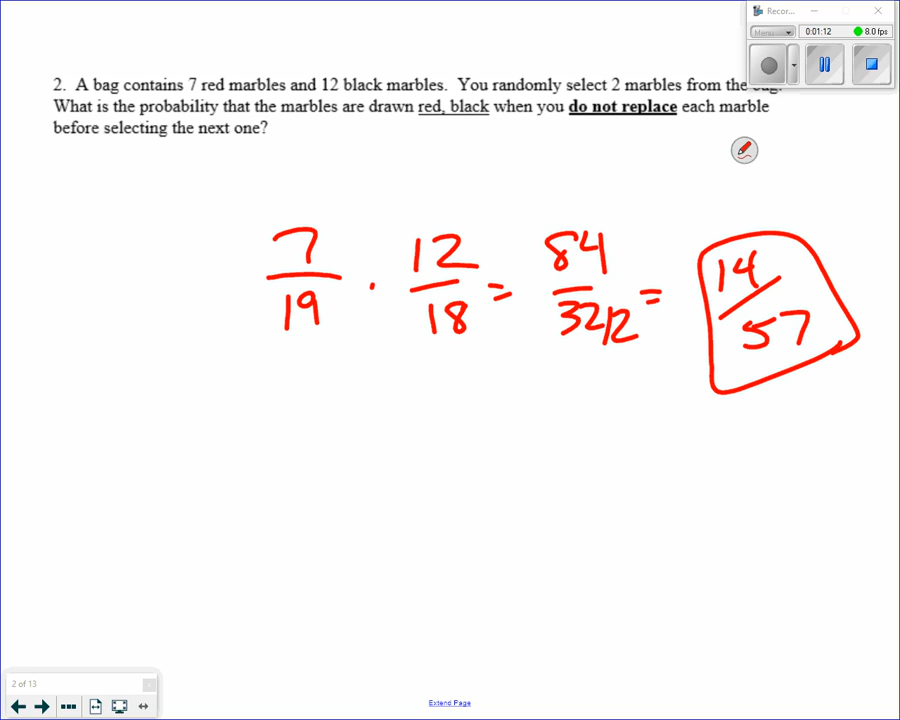 Recor...
Menu
0:01:12
8.0 fps
2. A bag contains 7 red marbles and 12 black marbles. You randomly select 2 marbles from the bag.
What is the probability that the marbles are drawn red, black when you do not replace each marble
before selecting the next one?
7/19 · 12/18 = 84/3212 = 14/57
2 of 13
Extend Page